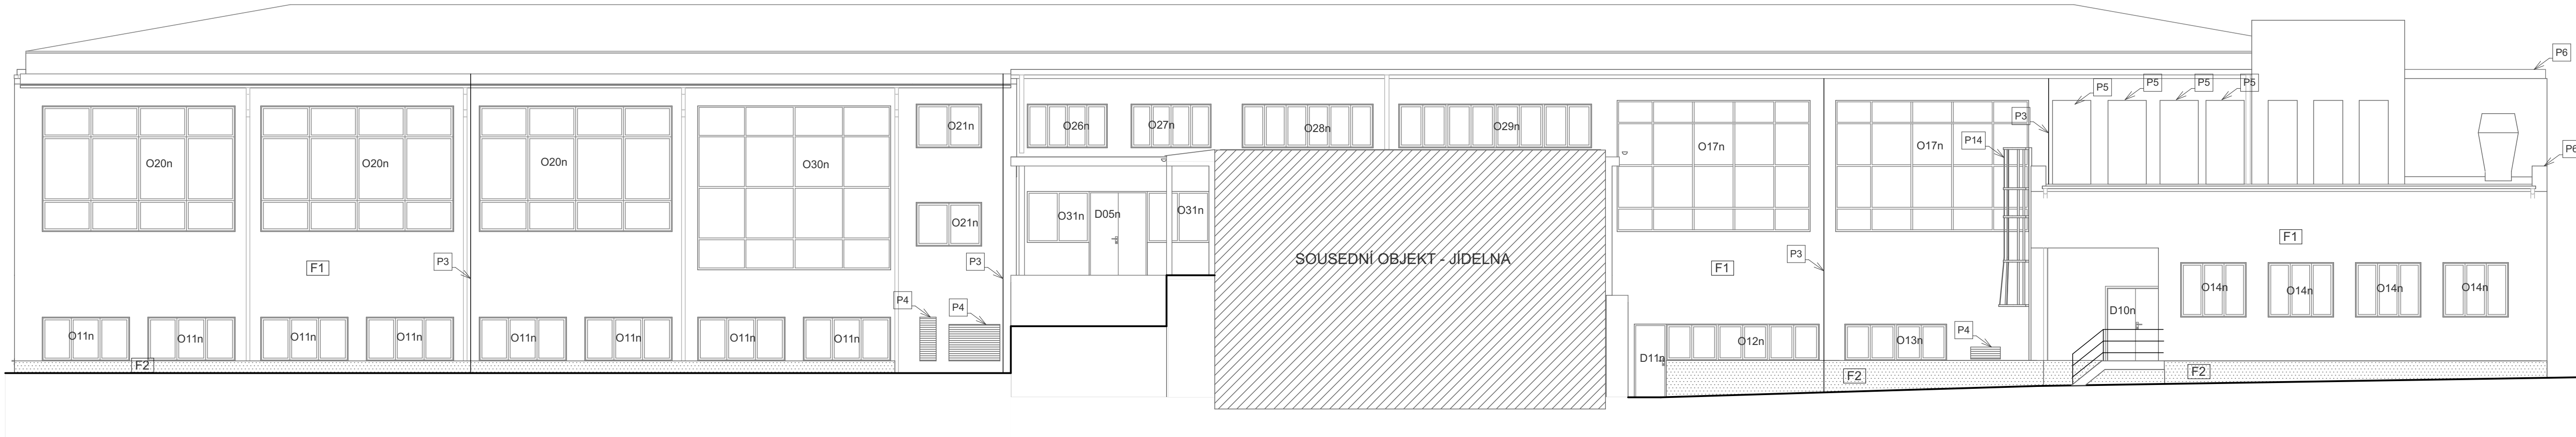 P6
P5
P5
P5
P5
O21n
O26n
O27n
O28n
O29n
P3
P14
O17n
O17n
P6
O20n
O20n
O20n
O30n
O21n
O31n
D05n
O31n
F1
F1
F1
SOUSEDNÍ OBJEKT - JÍDELNA
P3
P3
P3
O14n
O14n
O14n
O14n
P4
P4
D10n
P4
O11n
O11n
O11n
O11n
O11n
O11n
O11n
O11n
O12n
O13n
D11n
F2
F2
F2